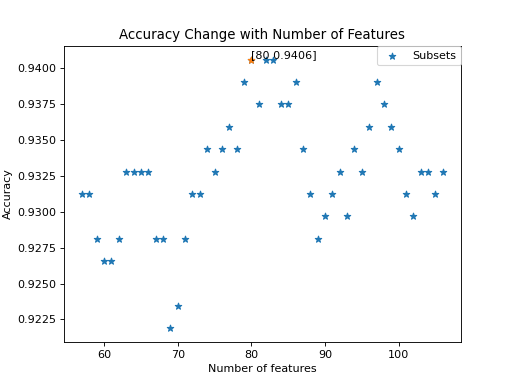 Accuracy Change with Number of Features
[80,0.9406]
Subsets
0.9400
0.9375
0.9350
0.9325
0.9300
0.9275
0.9250
0.9225
Accuracy
60 70 80 90 100
Number of features